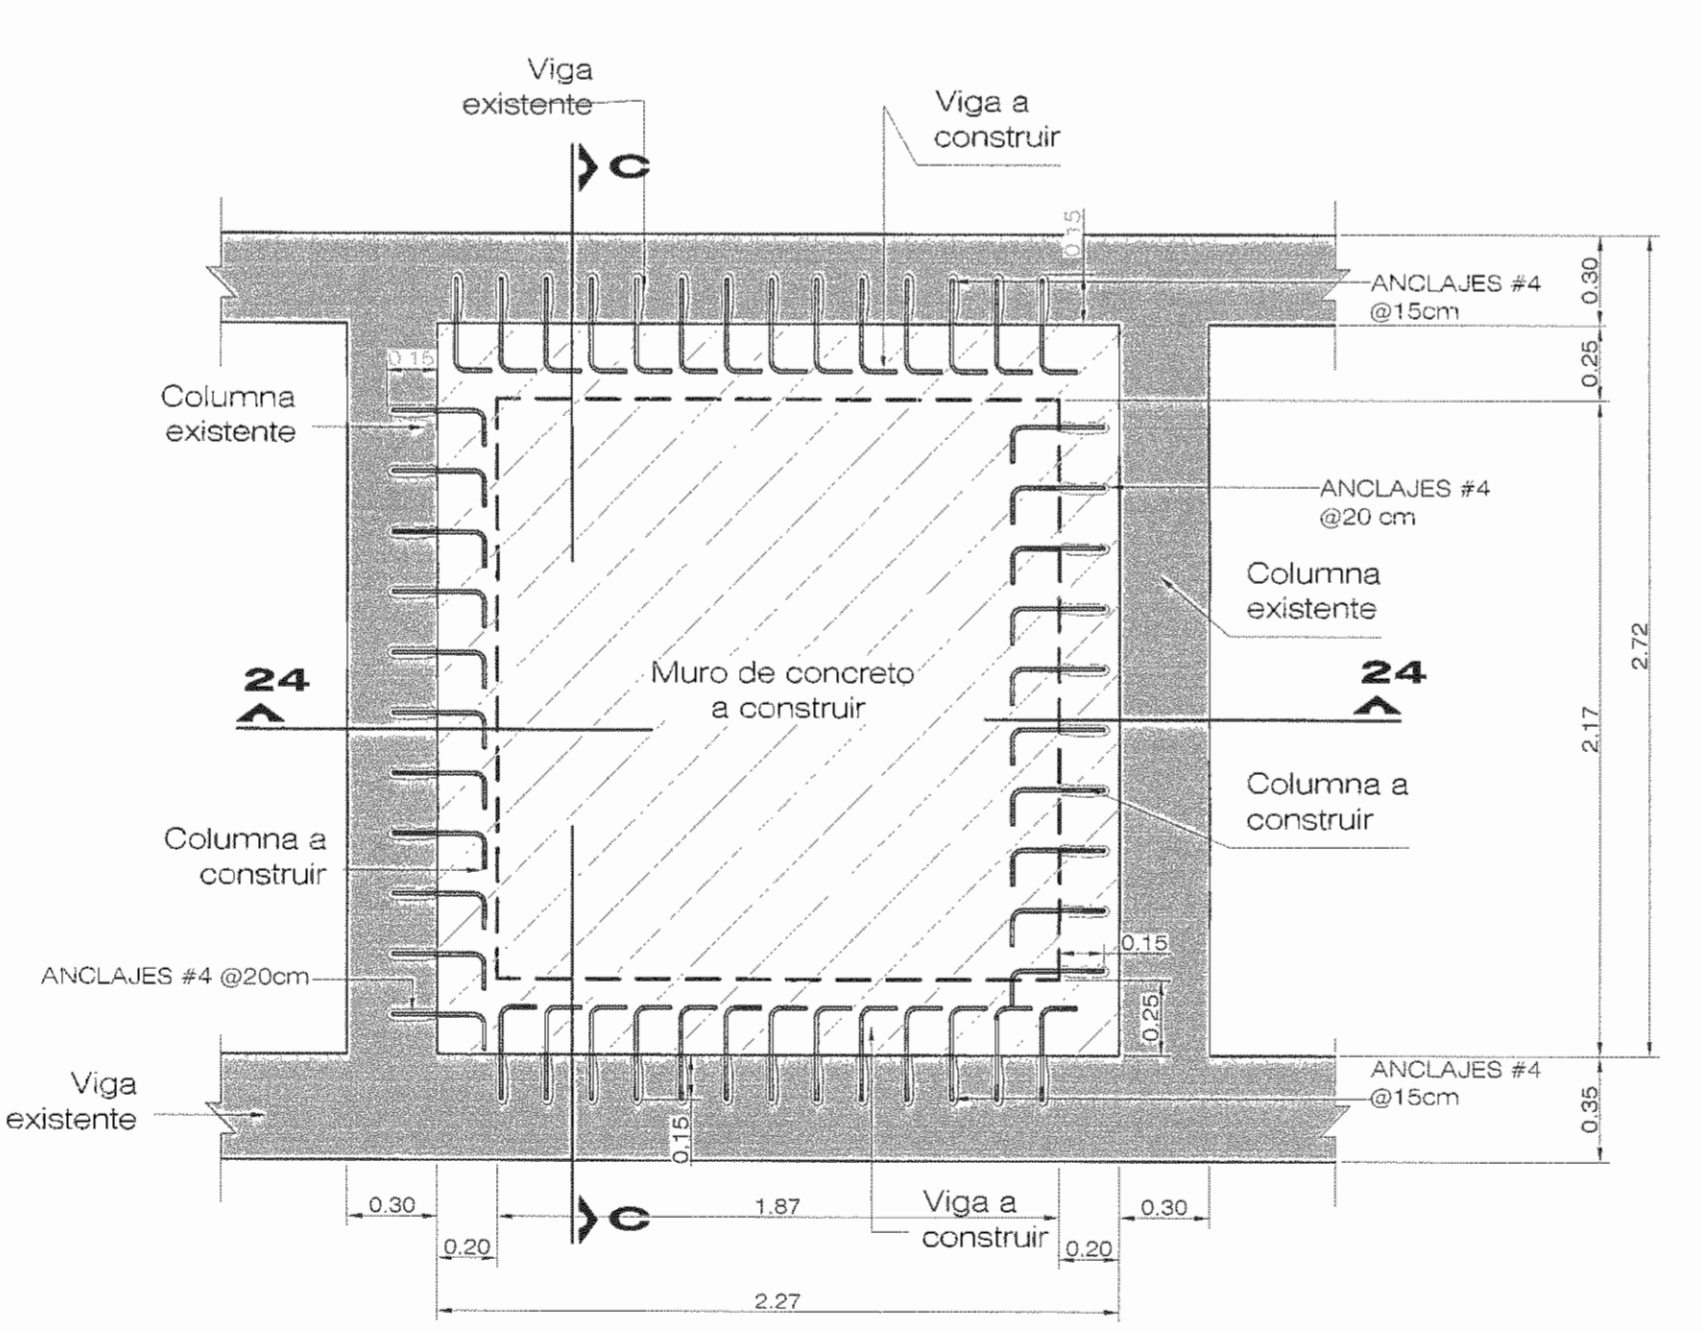 Viga
existente
Viga a
construir
C
0.15
ANCLAJES #4
@15cm
0.30
0.25
0.15
Columna
existente
ANCLAJES #4
@20 cm
Columna
existente
2.72
24
Muro de concreto
a construir
24
2.17
Columna a
construir
Columna a
construir
0.15
ANCLAJES #4 @20cm
0.25
Viga
existente
ANCLAJES #4
@15cm
0.35
0.15
0.30
C
1.87
Viga a
construir
0.30
0.20
0.20
2.27